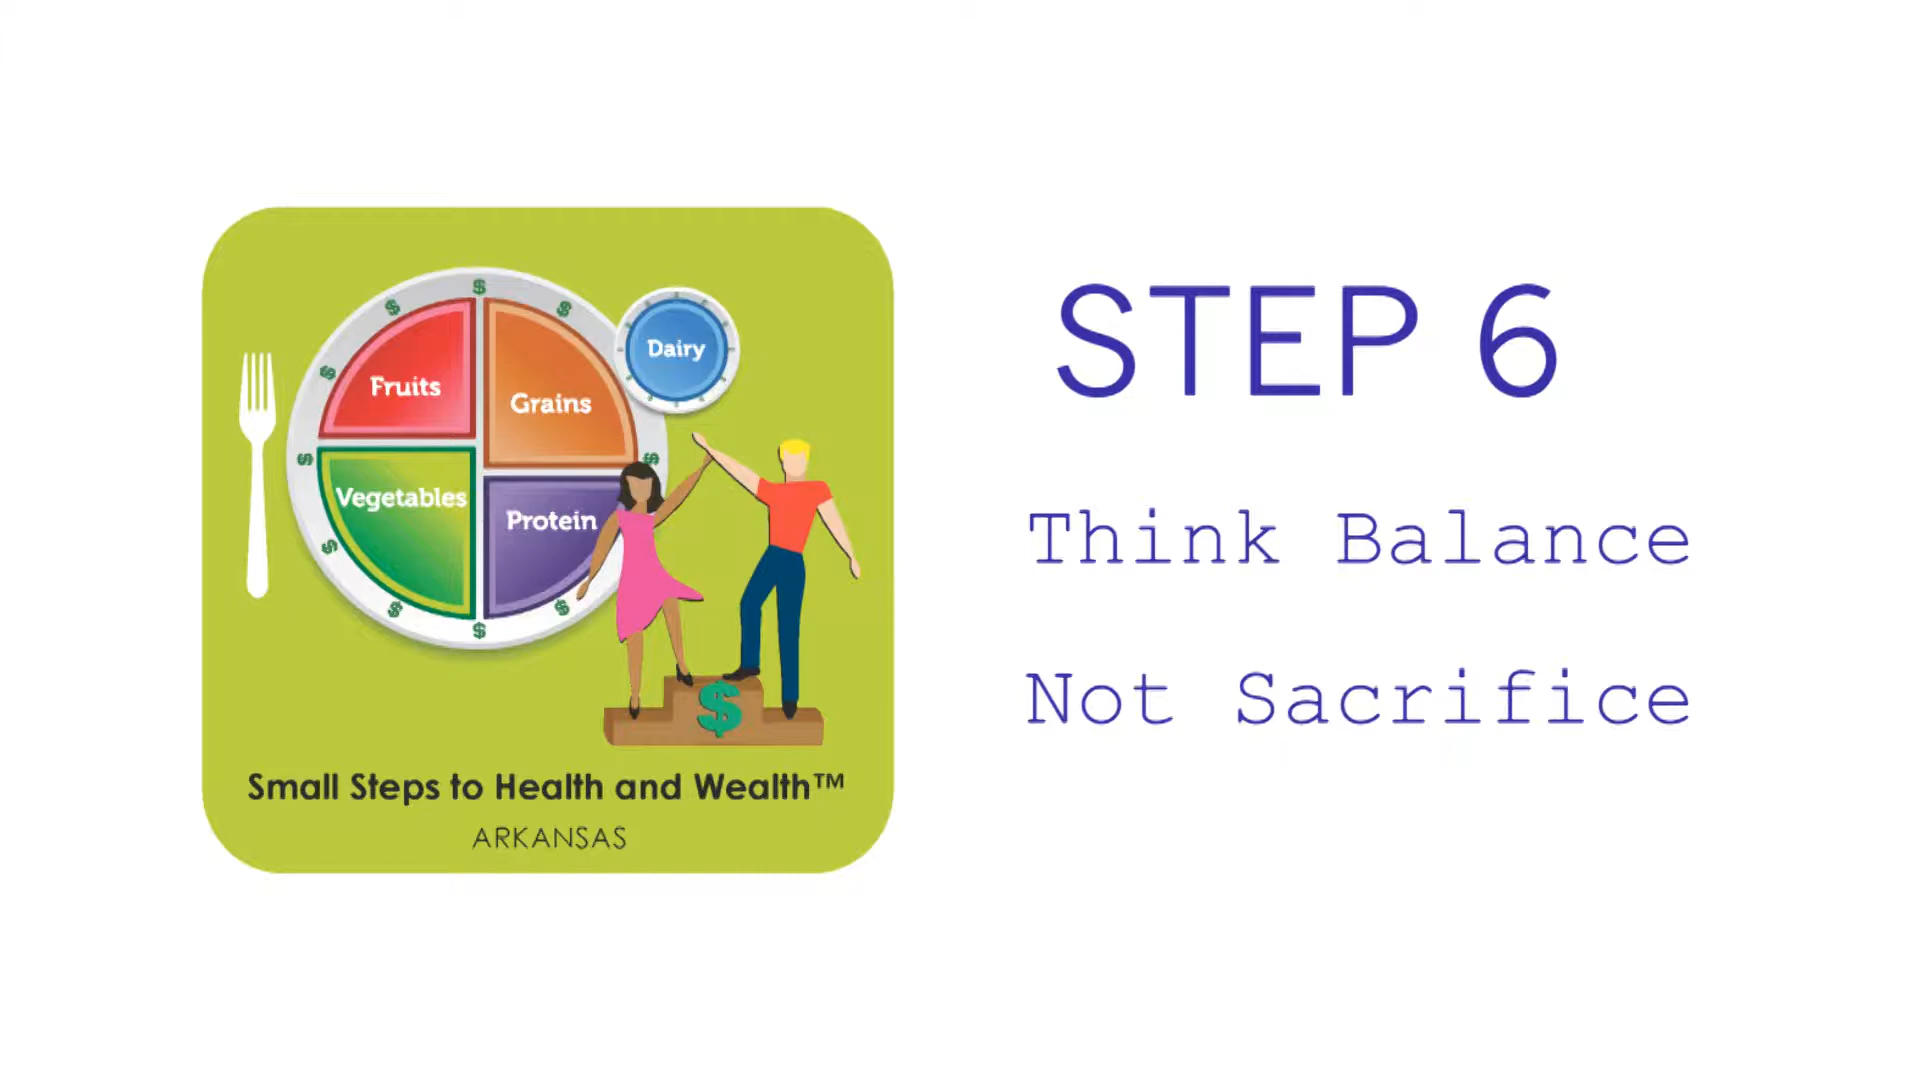 Fruits
Grains
Dairy
Vegetables
Protein
$
Small Steps to Health and Wealth™
ARKANSAS
STEP 6
Think Balance
Not Sacrifice